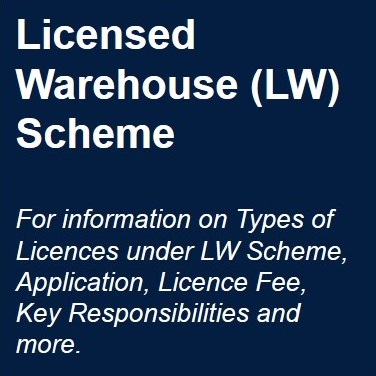 Licensed
Warehouse (LW)
Scheme
For information on Types of
Licences under LW Scheme,
Application, Licence Fee,
Key Responsibilities and
more.